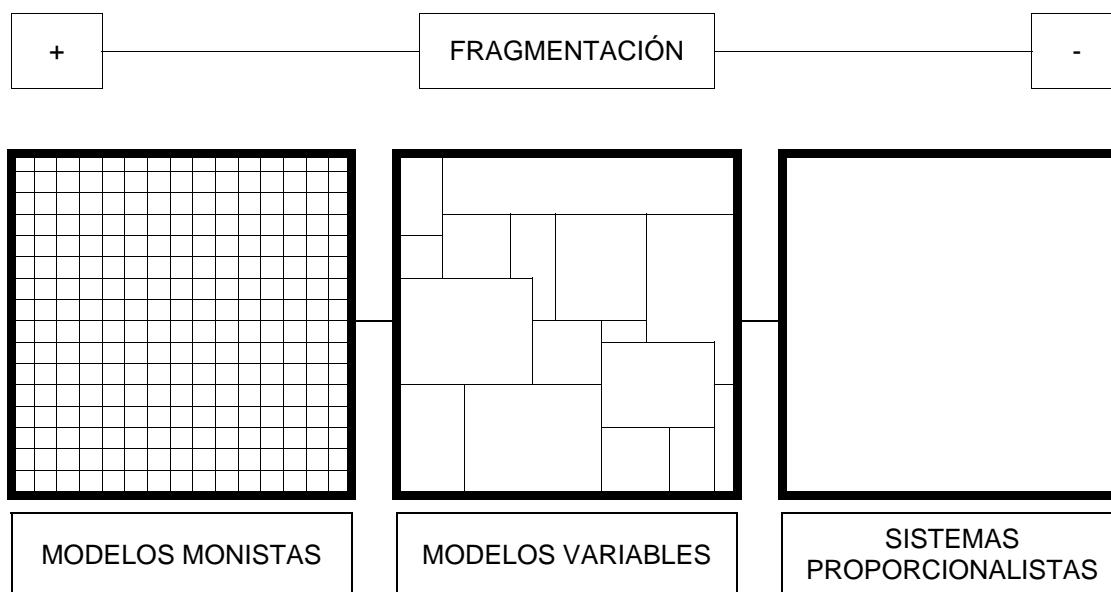 +
FRAGMENTACIÓN
-
MODELOS MONISTAS
MODELOS VARIABLES
SISTEMAS
PROPORCIONALISTAS